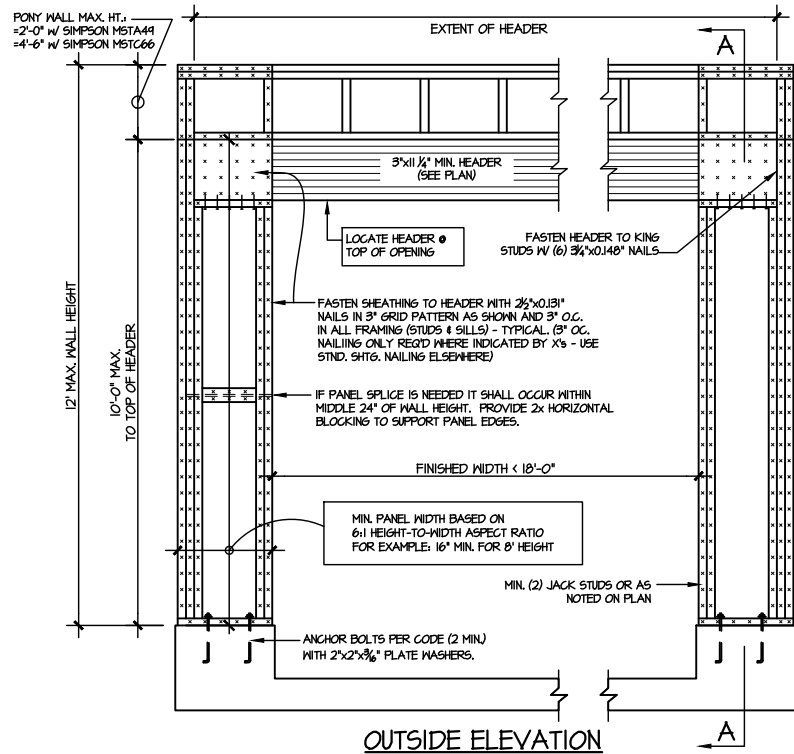 PONY WALL MAX. HT.:
=2'-0" W/ SIMPSON MSTA49
=4'-6" W/ SIMPSON MSTC66
EXTENT OF HEADER
A
3"x11 1/4" MIN. HEADER
(SEE PLAN)
LOCATE HEADER @
TOP OF OPENING
FASTEN HEADER TO KING
STUDS W/ (6) 3 1/4"x0.148" NAILS
FASTEN SHEATHING TO HEADER WITH 2 1/2"x0.131"
NAILS IN 3" GRID PATTERN AS SHOWN AND 3" O.C.
IN ALL FRAMING (STUDS & SILLS) - TYPICAL. (3" OC.
NAILIING ONLY REQ'D WHERE INDICATED BY X's - USE
STND. SHTG. NAILING ELSEWHERE)
12' MAX. WALL HEIGHT
10'-0" MAX.
TO TOP OF HEADER
IF PANEL SPLICE IS NEEDED IT SHALL OCCUR WITHIN
MIDDLE 24" OF WALL HEIGHT. PROVIDE 2x HORIZONTAL
BLOCKING TO SUPPORT PANEL EDGES.
FINISHED WIDTH < 18'-0"
MIN. PANEL WIDTH BASED ON
6:1 HEIGHT-TO-WIDTH ASPECT RATIO
FOR EXAMPLE: 16" MIN. FOR 8' HEIGHT
MIN. (2) JACK STUDS OR AS
NOTED ON PLAN
ANCHOR BOLTS PER CODE (2 MIN.)
WITH 2"x2"x3/16" PLATE WASHERS.
OUTSIDE ELEVATION
A